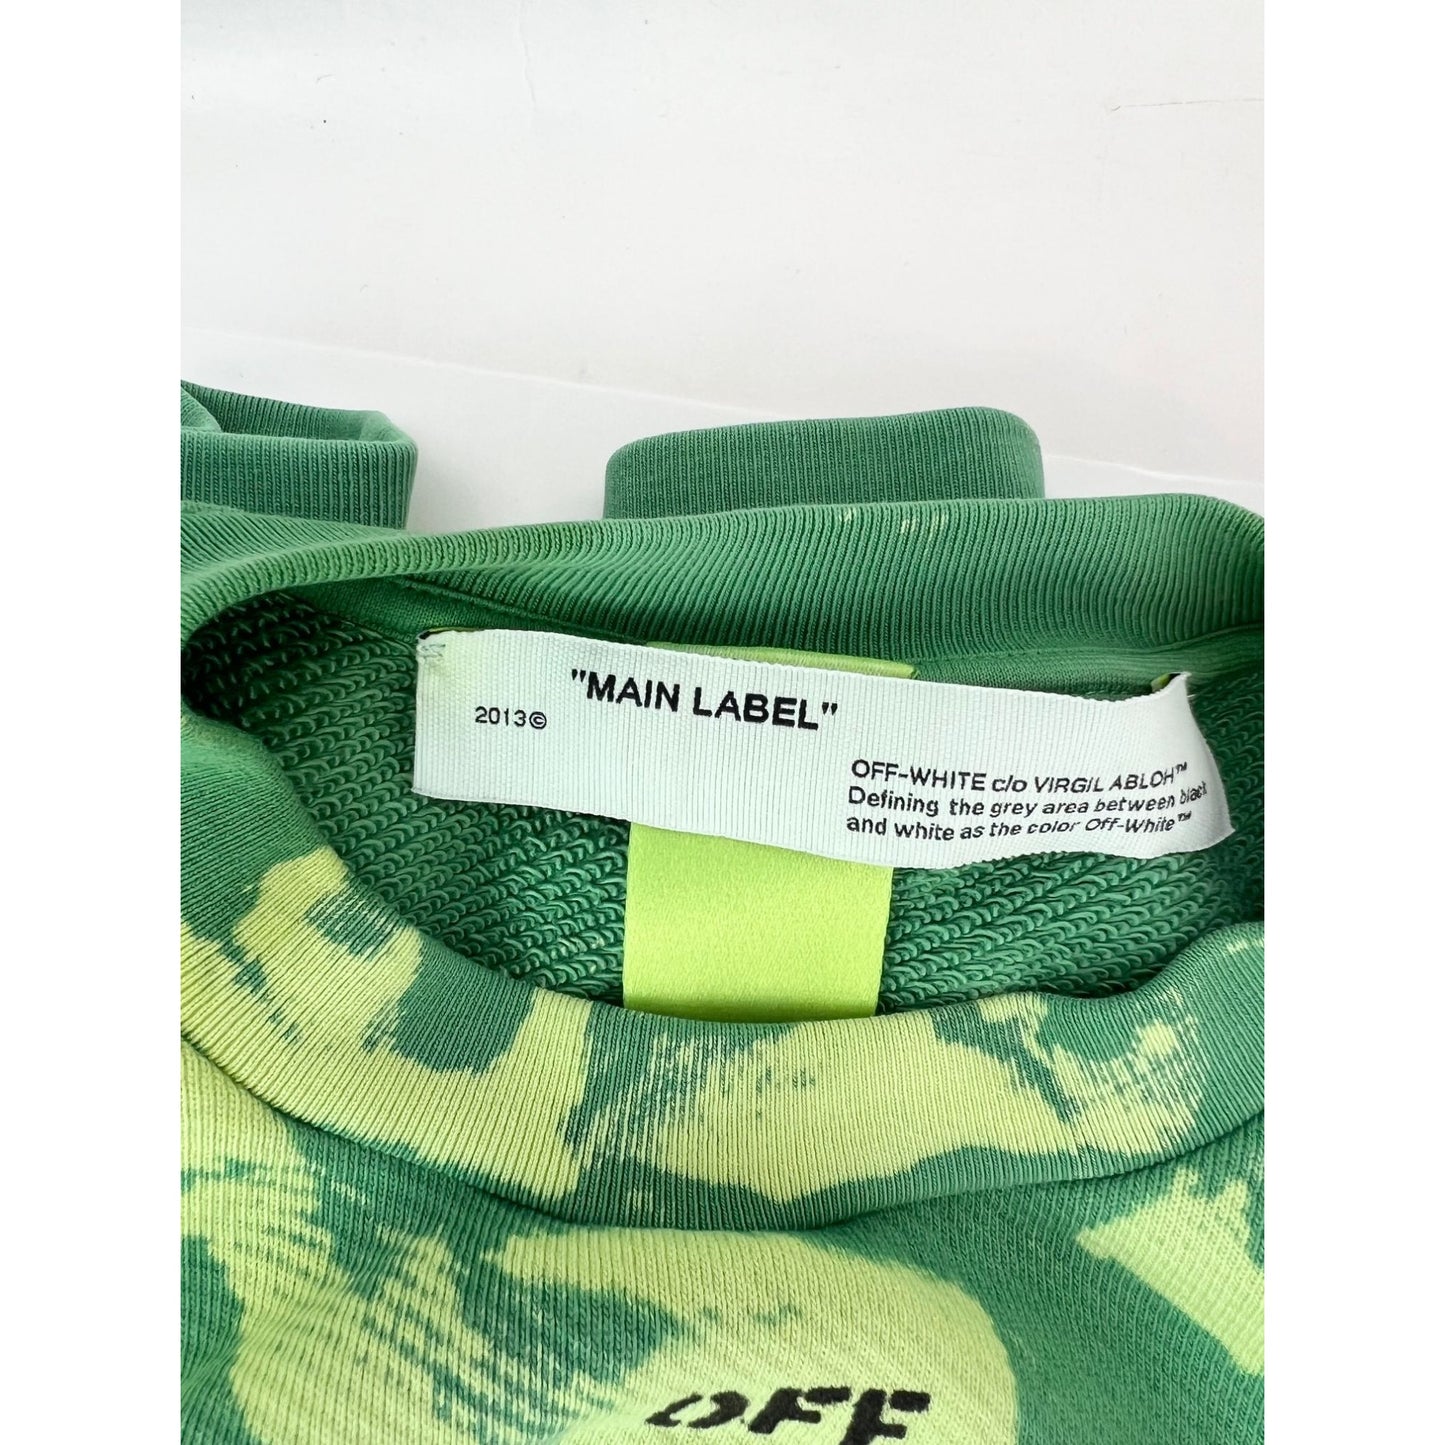 "MAIN LABEL"
2013©
OFF-WHITE c/o VIRGIL ABLOH™
Defining the grey area between black
and white as the color Off-White™
OFF